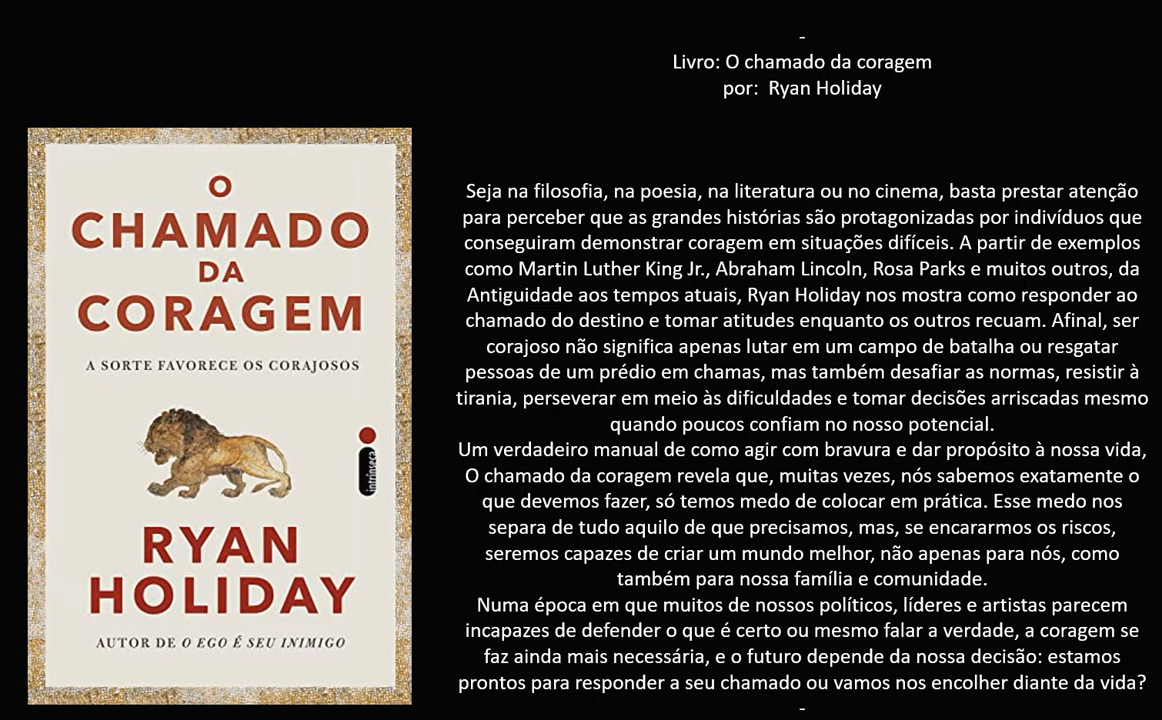 -
Livro: O chamado da coragem
por:  Ryan Holiday
O
CHAMADO
DA
CORAGEM
A SORTE FAVORECE OS CORAJOSOS
intrínseca
RYAN
HOLIDAY
AUTOR DE O EGO É SEU INIMIGO
Seja na filosofia, na poesia, na literatura ou no cinema, basta prestar atenção
para perceber que as grandes histórias são protagonizadas por indivíduos que
conseguiram demonstrar coragem em situações difíceis. A partir de exemplos
como Martin Luther King Jr., Abraham Lincoln, Rosa Parks e muitos outros, da
Antiguidade aos tempos atuais, Ryan Holiday nos mostra como responder ao
chamado do destino e tomar atitudes enquanto os outros recuam. Afinal, ser
corajoso não significa apenas lutar em um campo de batalha ou resgatar
pessoas de um prédio em chamas, mas também desafiar as normas, resistir à
tirania, perseverar em meio às dificuldades e tomar decisões arriscadas mesmo
quando poucos confiam no nosso potencial.
Um verdadeiro manual de como agir com bravura e dar propósito à nossa vida,
O chamado da coragem revela que, muitas vezes, nós sabemos exatamente o
que devemos fazer, só temos medo de colocar em prática. Esse medo nos
separa de tudo aquilo de que precisamos, mas, se encararmos os riscos,
seremos capazes de criar um mundo melhor, não apenas para nós, como
também para nossa família e comunidade.
Numa época em que muitos de nossos políticos, líderes e artistas parecem
incapazes de defender o que é certo ou mesmo falar a verdade, a coragem se
faz ainda mais necessária, e o futuro depende da nossa decisão: estamos
prontos para responder a seu chamado ou vamos nos encolher diante da vida?
-